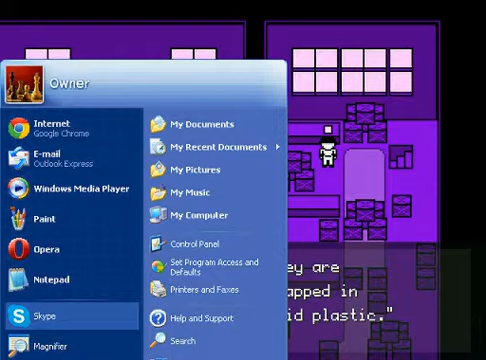 Owner
Internet
Google Chrome
E-mail
Outlook Express
Windows Media Player
Paint
Opera
Notepad
Skype
Magnifier
My Documents
My Recent Documents
My Pictures
My Music
My Computer
Control Panel
Set Program Access and
Defaults
Printers and Faxes
Help and Support
Search
ey are
apped in
id plastic."